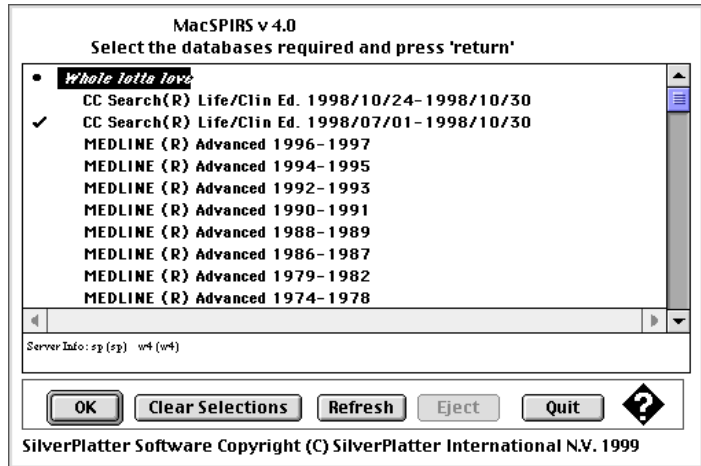 MacSPIRS v 4.0
Select the databases required and press 'return'
Whole lotta love
CC Search(R) Life/Clin Ed. 1998/10/24-1998/10/30
CC Search(R) Life/Clin Ed. 1998/07/01-1998/10/30
MEDLINE (R) Advanced 1996-1997
MEDLINE (R) Advanced 1994-1995
MEDLINE (R) Advanced 1992-1993
MEDLINE (R) Advanced 1990-1991
MEDLINE (R) Advanced 1988-1989
MEDLINE (R) Advanced 1986-1987
MEDLINE (R) Advanced 1979-1982
MEDLINE (R) Advanced 1974-1978
Server Info: sp (sp) w4 (w4)
OK Clear Selections Refresh Eject Quit ?
SilverPlatter Software Copyright (C) SilverPlatter International N.V. 1999